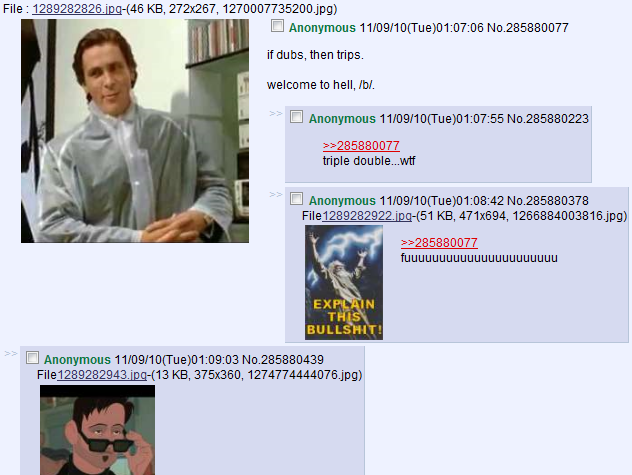 File : 1289282826.jpg-(46 KB, 272x267, 1270007735200.jpg)
Anonymous 11/09/10(Tue)01:07:06 No.285880077
if dubs, then trips.
welcome to hell, /b/.
>> Anonymous 11/09/10(Tue)01:07:55 No.285880223
>>285880077
triple double...wtf
>> Anonymous 11/09/10(Tue)01:08:42 No.285880378
File1289282922.jpg-(51 KB, 471x694, 1266884003816.jpg)
>>285880077
fuuuuuuuuuuuuuuuuuuuuuu
EXPLAIN
THIS
BULLSHIT!
>> Anonymous 11/09/10(Tue)01:09:03 No.285880439
File1289282943.jpg-(13 KB, 375x360, 1274774444076.jpg)